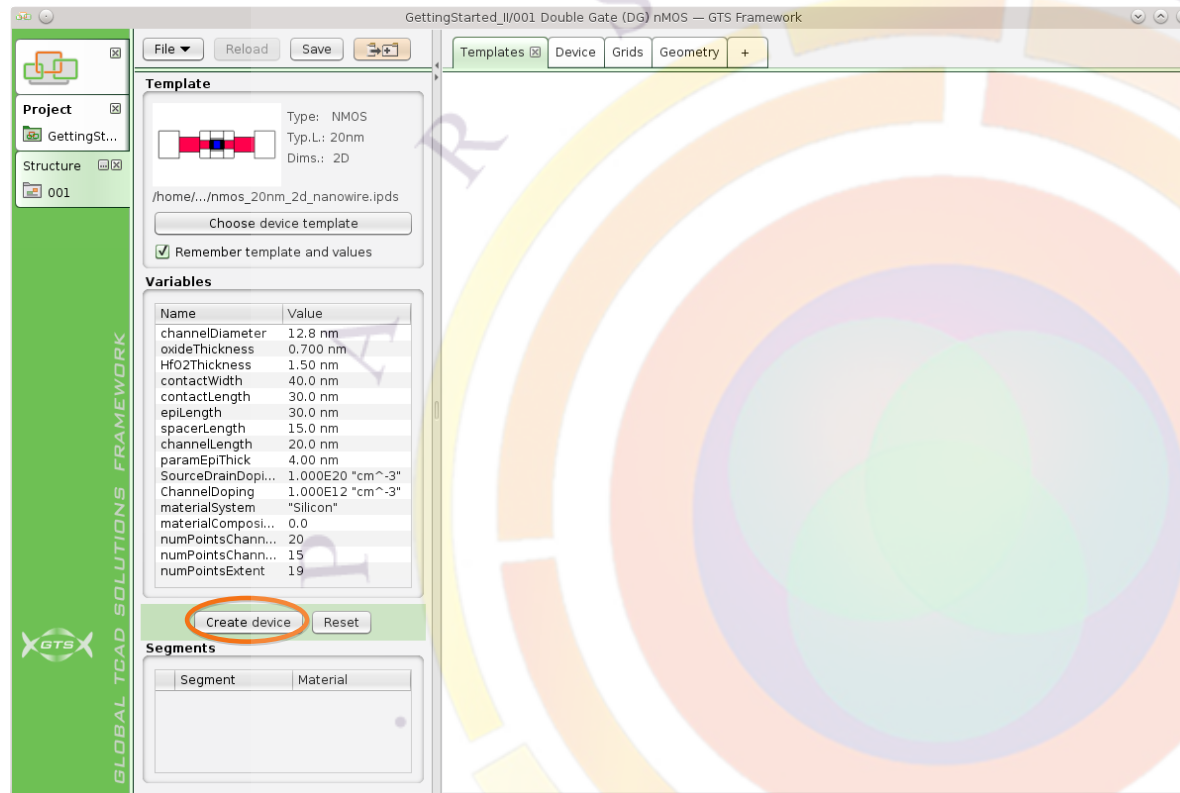 GettingStarted_II/001 Double Gate (DG) nMOS — GTS Framework
File
Reload
Save
Templates
Device
Grids
Geometry
+
Project
GettingSt...
Structure
001
GTS
GLOBAL TCAD SOLUTIONS FRAMEWORK
Template
Type: NMOS
Typ.L.: 20nm
Dims.: 2D
/home/.../nmos_20nm_2d_nanowire.ipds
Choose device template
Remember template and values
Variables
Name Value
channelDiameter 12.8 nm
oxideThickness 0.700 nm
HfO2Thickness 1.50 nm
contactWidth 40.0 nm
contactLength 30.0 nm
epiLength 30.0 nm
spacerLength 15.0 nm
channelLength 20.0 nm
paramEpiThick 4.00 nm
SourceDrainDopi... 1.000E20 "cm^-3"
ChannelDoping 1.000E12 "cm^-3"
materialSystem "Silicon"
materialComposi... 0.0
numPointsChann... 20
numPointsChann... 15
numPointsExtent 19
Create device
Reset
Segments
Segment Material
P A R S